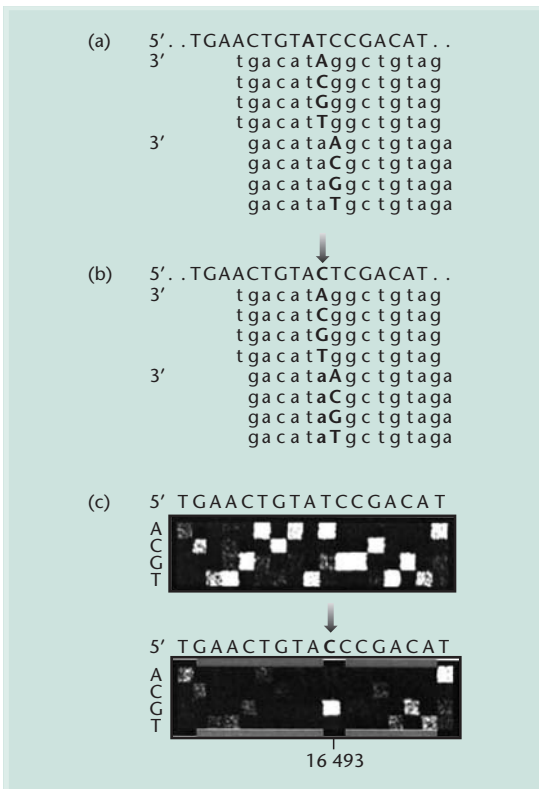 (a) 5′ . . TGAACTGTATCCGACAT . .
3′ tgacatAggctgtag
tgacatCggctgtag
tgacatGggctgtag
tgacatTggctgtag
3′ gacataAgctgtaga
gacataCgctgtaga
gacataGgctgtaga
gacataTgctgtaga
(b) 5′ . . TGAACTGTACTCGACAT . .
3′ tgacatAggctgtag
tgacatCggctgtag
tgacatGggctgtag
tgacatTggctgtag
3′ gacataAgctgtaga
gacataCgctgtaga
gacataGgctgtaga
gacataTgctgtaga
(c) 5′ TGAACTGTATCCGACAT
A
C
G
T
5′ TGAACTGTACCCGACAT
A
C
G
T
16 493